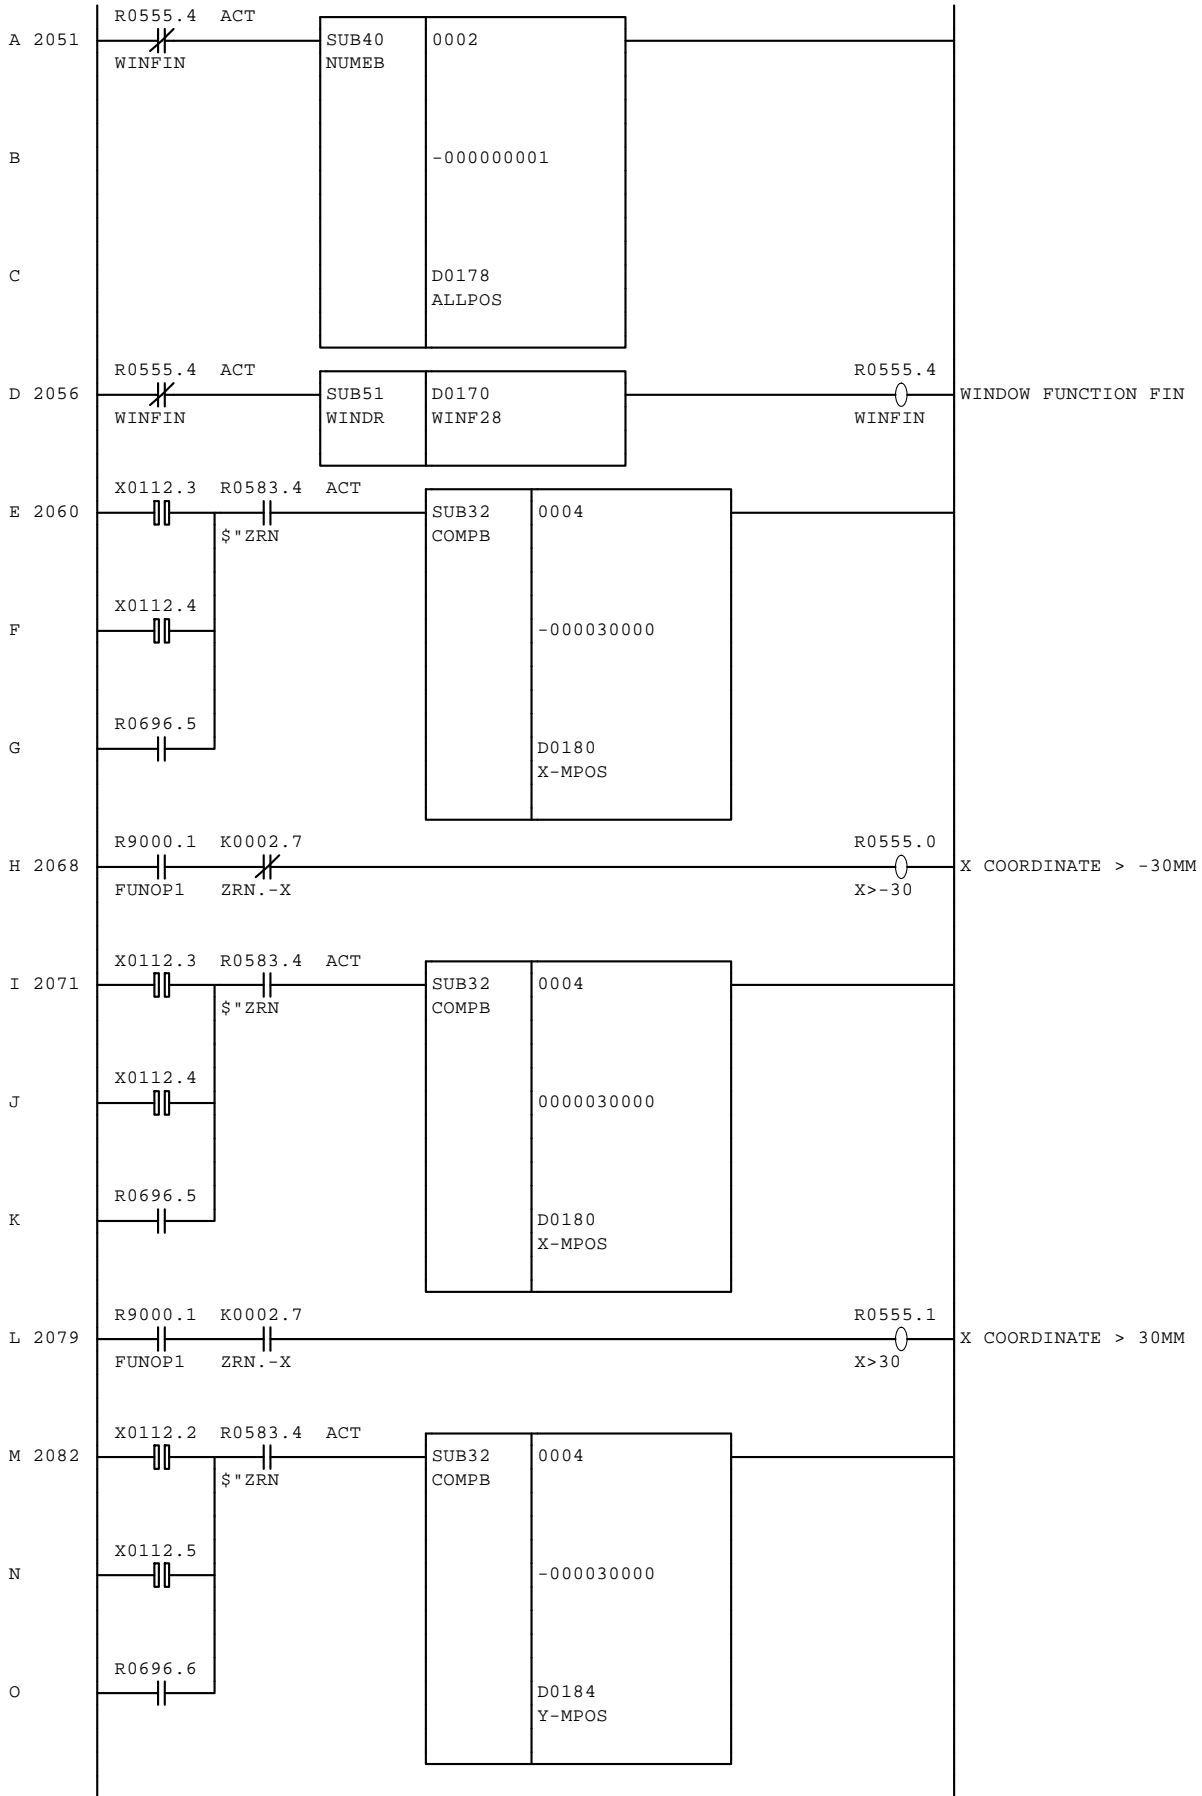 R0555.4 ACT
A 2051 SUB40 0002
WINFIN NUMEB
B -000000001
C D0178
ALLPOS
R0555.4 ACT R0555.4
D 2056 SUB51 D0170 WINDOW FUNCTION FIN
WINFIN WINDR WINF28 WINFIN
X0112.3 R0583.4 ACT
E 2060 SUB32 0004
$"ZRN COMPB
X0112.4
F -000030000
R0696.5
G D0180
X-MPOS
R9000.1 K0002.7 R0555.0
H 2068 X COORDINATE > -30MM
FUNOP1 ZRN.-X X>-30
X0112.3 R0583.4 ACT
I 2071 SUB32 0004
$"ZRN COMPB
X0112.4
J 0000030000
R0696.5
K D0180
X-MPOS
R9000.1 K0002.7 R0555.1
L 2079 X COORDINATE > 30MM
FUNOP1 ZRN.-X X>30
X0112.2 R0583.4 ACT
M 2082 SUB32 0004
$"ZRN COMPB
X0112.5
N -000030000
R0696.6
O D0184
Y-MPOS